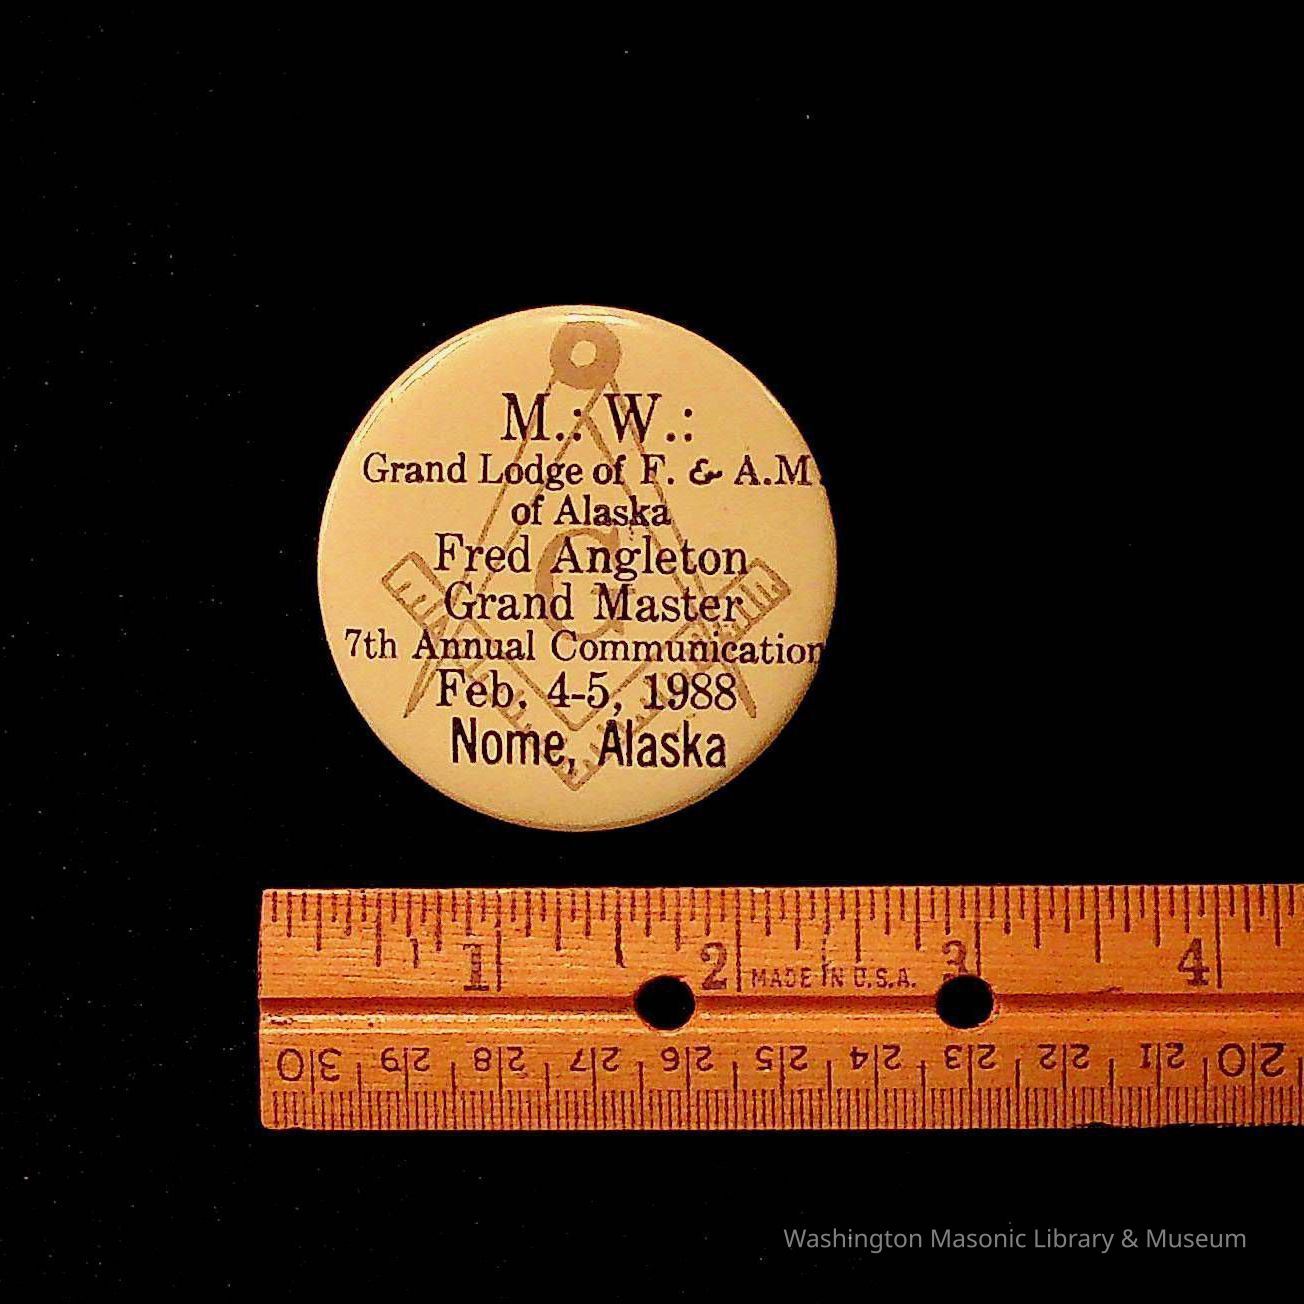 M.: W.:
Grand Lodge of F. & A.M.
of Alaska
G
Fred Angleton
Grand Master
7th Annual Communication
Feb. 4-5, 1988
Nome, Alaska
1 2 3 4
MADE IN U.S.A.
30 29 28 27 26 25 24 23 22 21 20
Washington Masonic Library & Museum